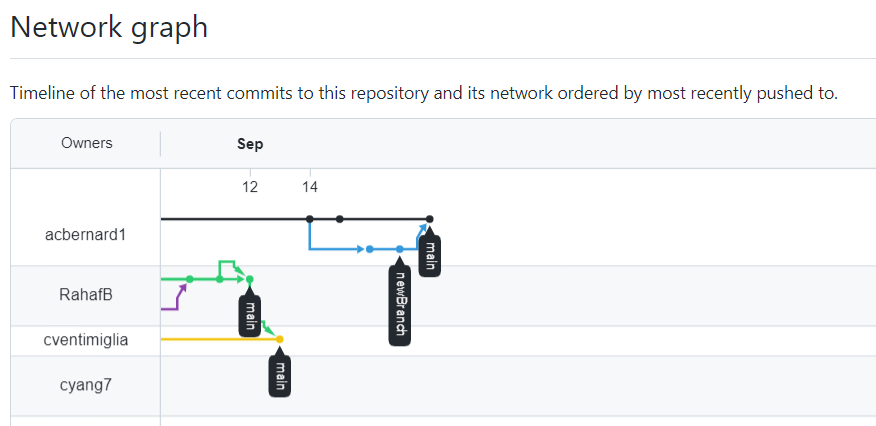 Network graph
Timeline of the most recent commits to this repository and its network ordered by most recently pushed to.
Owners
Sep
12
14
acbernard1
main
newBranch
RahafB
main
cventimiglia
main
cyang7